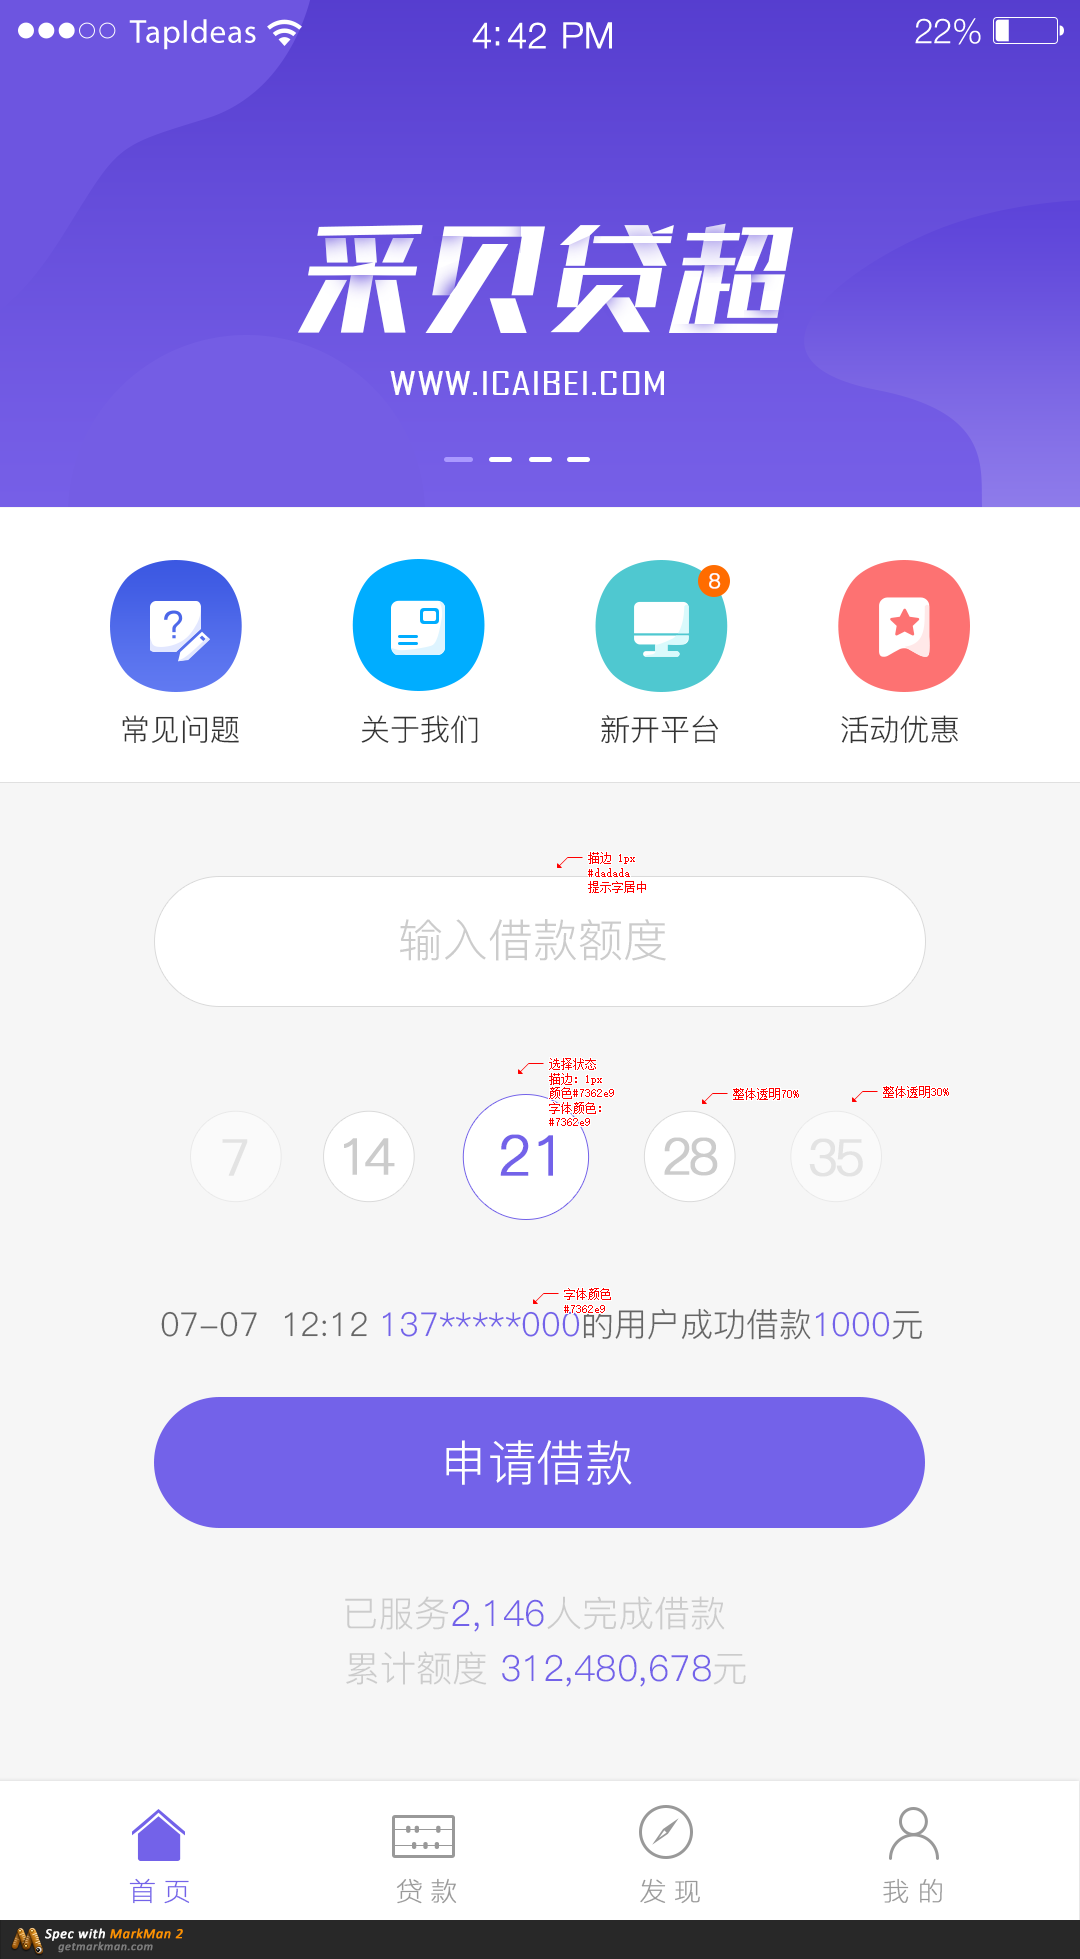 TapIdeas
4:42 PM
22%
采贝贷超
WWW.ICAIBEI.COM
?
8
常见问题
关于我们
新开平台
活动优惠
描边 1px
#dadada
提示字居中
输入借款额度
选择状态
描边：1px
颜色#7362e9
字体颜色：
#7362e9
整体透明70%
整体透明30%
7
14
21
28
35
字体颜色
#7362e9
07-07 12:12 137*****000的用户成功借款1000元
申请借款
已服务2,146人完成借款
累计额度 312,480,678元
首页
贷款
发现
我的
Spec with MarkMan 2
getmarkman.com